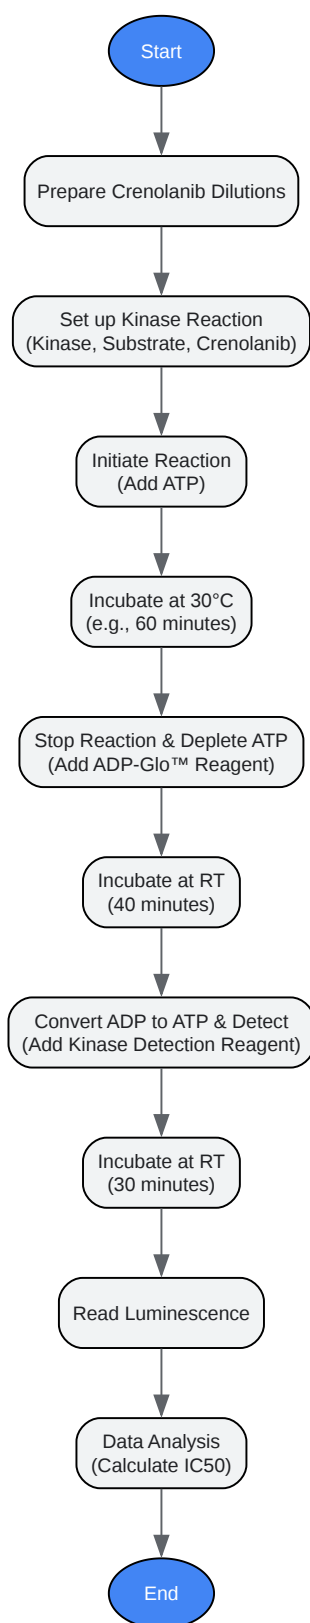 Start
Prepare Crenolanib Dilutions
Set up Kinase Reaction
(Kinase, Substrate, Crenolanib)
Initiate Reaction
(Add ATP)
Incubate at 30°C
(e.g., 60 minutes)
Stop Reaction & Deplete ATP
(Add ADP-Glo™ Reagent)
Incubate at RT
(40 minutes)
Convert ADP to ATP & Detect
(Add Kinase Detection Reagent)
Incubate at RT
(30 minutes)
Read Luminescence
Data Analysis
(Calculate IC50)
End